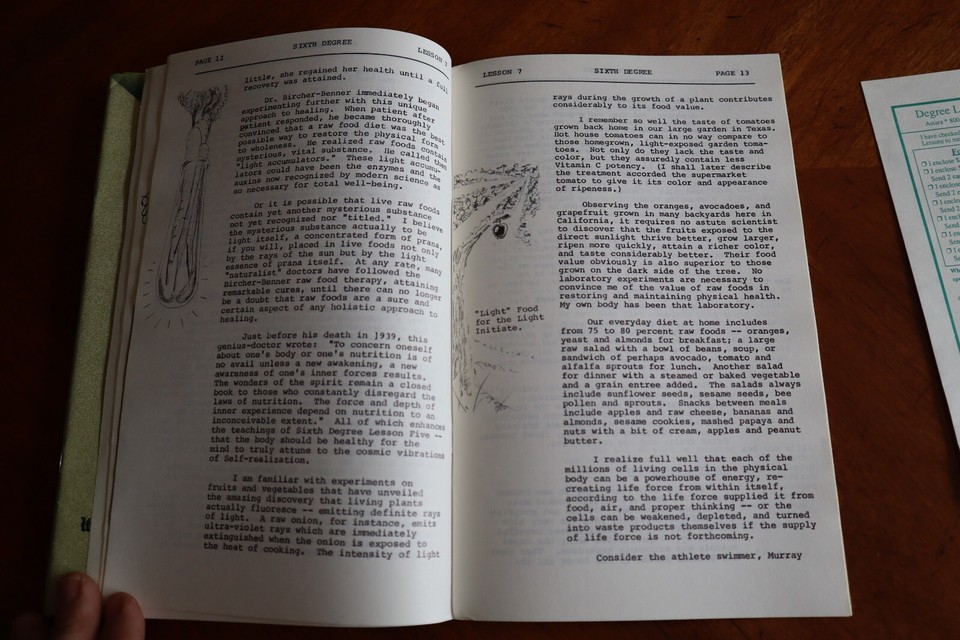 PAGE 12 SIXTH DEGREE LESSON 7
little, she regained her health until a full
recovery was attained.
Dr. Bircher-Benner immediately began
experimenting further with this unique
approach to healing. When patient after
patient responded, he became thoroughly
convinced that a raw food diet was the best
possible way to restore the physical form
to wholeness. He realized raw foods contain
mysterious, vital substance. He called them
"light accumulators." These light accumu-
lators could have been the enzymes and the
auxins now recognized by modern science as
so necessary for total well-being.
Or it is possible that live raw foods
contain yet another mysterious substance
not yet recognized nor "titled." I believe
the mysterious substance actually to be
light itself, a concentrated form of prana,
if you will, placed in live foods not only
by the rays of the sun but by the light
essence of prana itself. At any rate, many
"naturalist" doctors have followed the
Bircher-Benner raw food therapy, attaining
remarkable cures, until there can no longer
be a doubt that raw foods are a sure and
certain aspect of any holistic approach to
healing.
Just before his death in 1939, this
genius-doctor wrote: "To concern oneself
about one's body or one's nutrition is of
no avail unless a new awakening, a new
awareness of one's inner forces results.
The wonders of the spirit remain a closed
book to those who constantly disregard the
laws of nutrition. The force and depth of
inner experience depend on nutrition to an
inconceivable extent." All of which enhances
the teachings of Sixth Degree Lesson Five --
that the body should be healthy for the
mind to truly attune to the cosmic vibrations
of Self-realization.
I am familiar with experiments on
fruits and vegetables that have unveiled
the amazing discovery that living plants
actually fluoresce -- emitting definite rays
of light. A raw onion, for instance, emits
ultra-violet rays which are immediately
extinguished when the onion is exposed to
the heat of cooking. The intensity of light
LESSON 7 SIXTH DEGREE PAGE 13
rays during the growth of a plant contributes
considerably to its food value.
I remember so well the taste of tomatoes
grown back home in our large garden in Texas.
Hot house tomatoes can in no way compare to
those homegrown, light-exposed garden toma-
toes. Not only do they lack the taste and
color, but they assuredly contain less
Vitamin C potency. (I shall later describe
the treatment accorded the supermarket
tomato to give it its color and appearance
of ripeness.)
Observing the oranges, avocadoes, and
grapefruit grown in many backyards here in
California, it requires no astute scientist
to discover that the fruits exposed to the
direct sunlight thrive better, grow larger,
ripen more quickly, attain a richer color,
and taste considerably better. Their food
value obviously is also superior to those
grown on the dark side of the tree. No
laboratory experiments are necessary to
convince me of the value of raw foods in
restoring and maintaining physical health.
My own body has been that laboratory.
"Light" Food
for the Light
Initiate.
Our everyday diet at home includes
from 75 to 80 percent raw foods -- oranges,
yeast and almonds for breakfast; a large
raw salad with a bowl of beans, soup, or
sandwich of perhaps avocado, tomato and
alfalfa sprouts for lunch. Another salad
for dinner with a steamed or baked vegetable
and a grain entree added. The salads always
include sunflower seeds, sesame seeds, bee
pollen and sprouts. Snacks between meals
include apples and raw cheese, bananas and
almonds, sesame cookies, mashed papaya and
nuts with a bit of cream, apples and peanut
butter.
I realize full well that each of the
millions of living cells in the physical
body can be a powerhouse of energy, re-
creating life force from within itself,
according to the life force supplied it from
food, air, and proper thinking -- or the
cells can be weakened, depleted, and turned
into waste products themselves if the supply
of life force is not forthcoming.
Consider the athlete swimmer, Murray
Degree L
Astara * 800
I have checked
Lessons to
I enclose
Send 2
I enclose
Send 2
I enclose
Send